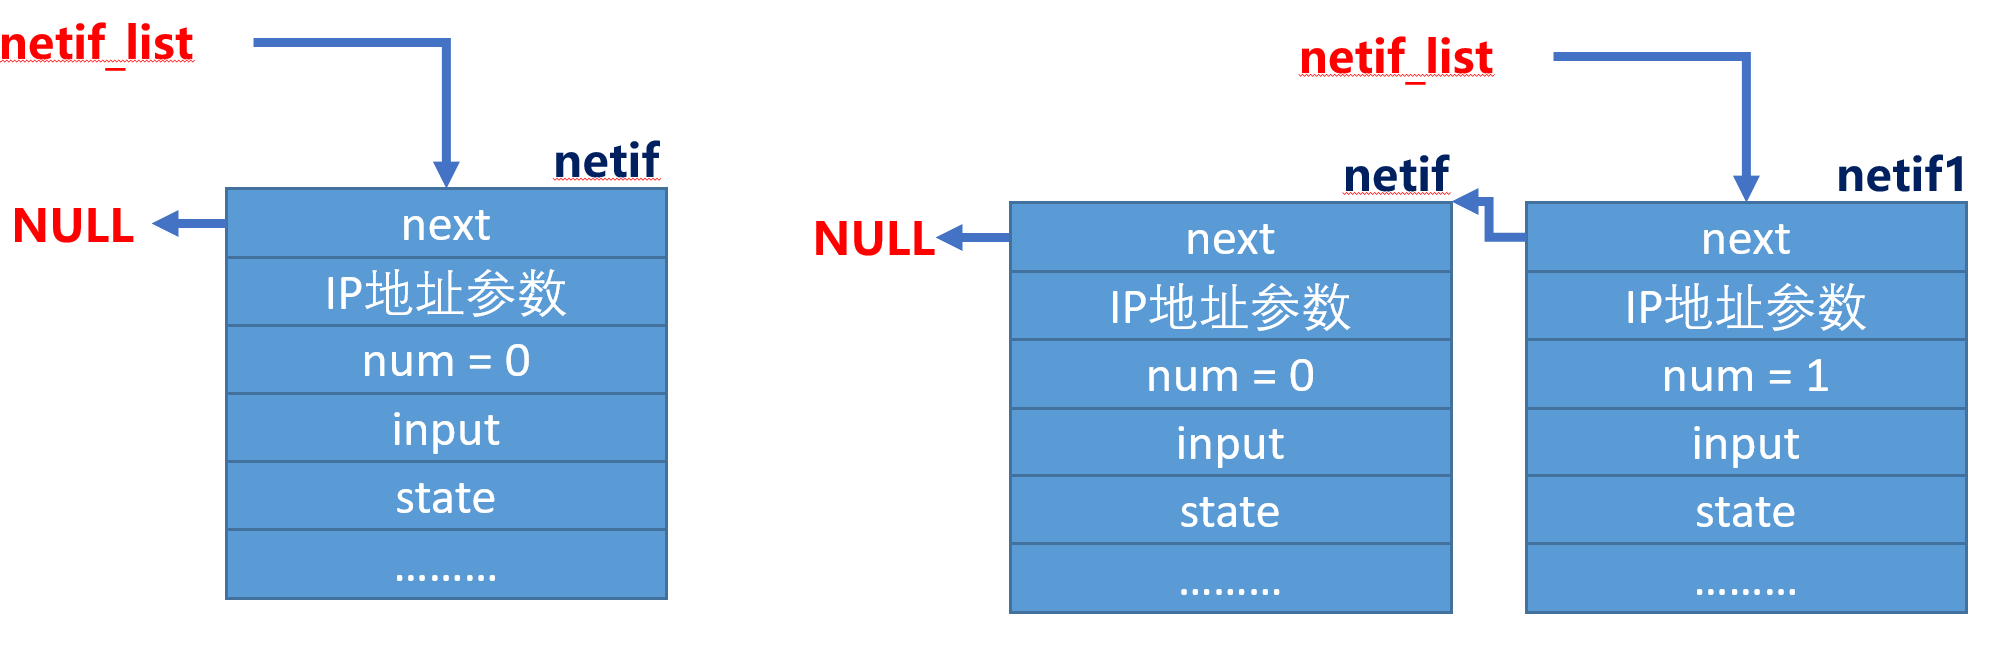 netif_list
netif
NULL
next
IP地址参数
num = 0
input
state
………
netif_list
netif
netif1
NULL
next
IP地址参数
num = 0
input
state
………
next
IP地址参数
num = 1
input
state
………